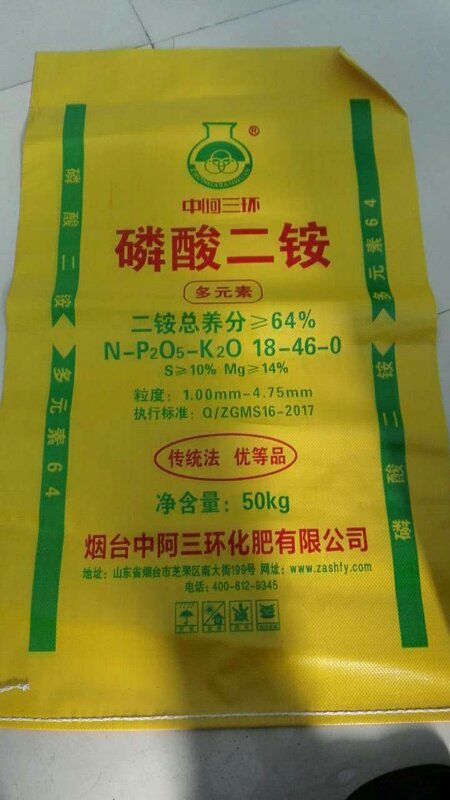 ®
中阿三环
磷酸二铵
多元素
二铵总养分≥64%
N-P2O5-K2O 18-46-0
S≥10% Mg≥14%
粒度：1.00mm-4.75mm
执行标准：Q/ZGMS16-2017
传统法 优等品
净含量：50kg
烟台中阿三环化肥有限公司
地址：山东省烟台市芝罘区南大街199号 网址：www.zashfy.com
电话：400-612-9345
磷酸二铵
多元素64
多元素64
磷酸二铵